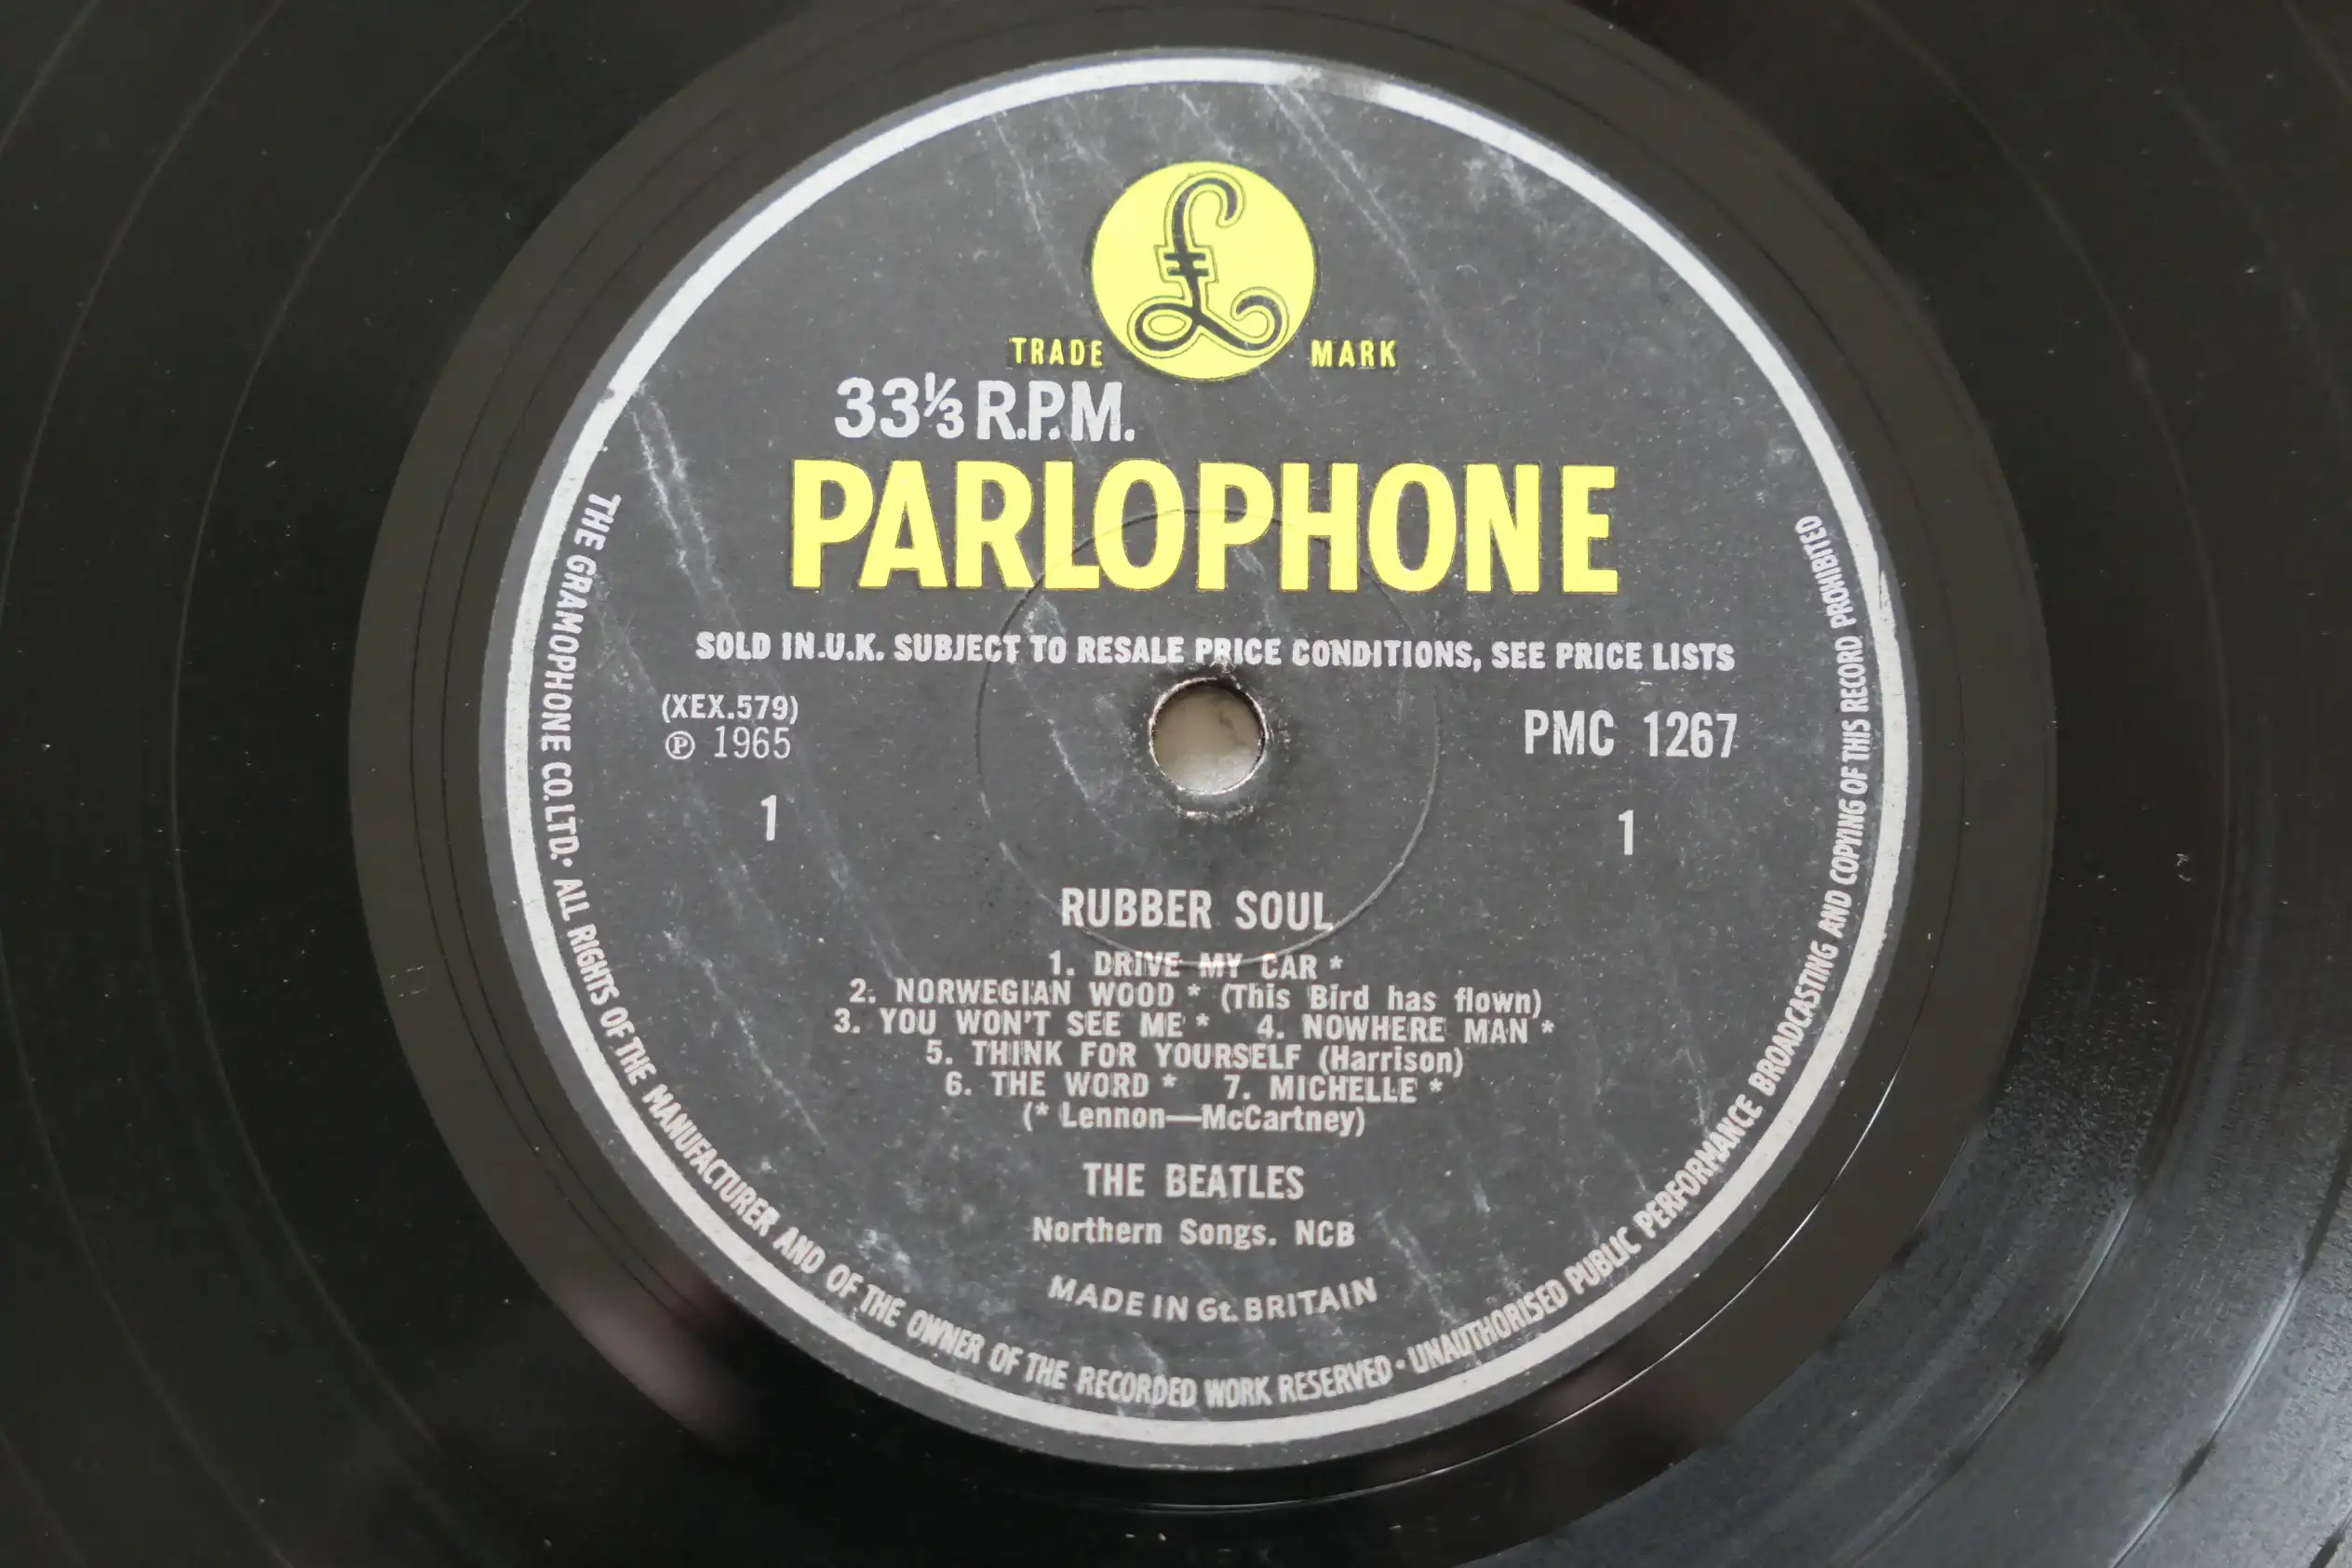 £
TRADE MARK
33⅓ R.P.M.
PARLOPHONE
SOLD IN.U.K. SUBJECT TO RESALE PRICE CONDITIONS, SEE PRICE LISTS
(XEX.579)
℗ 1965
PMC 1267
1 1
RUBBER SOUL
1. DRIVE MY CAR *
2. NORWEGIAN WOOD * (This Bird has flown)
3. YOU WON'T SEE ME * 4. NOWHERE MAN *
5. THINK FOR YOURSELF (Harrison)
6. THE WORD * 7. MICHELLE *
(* Lennon—McCartney)
THE BEATLES
Northern Songs. NCB
MADE IN Gt. BRITAIN
THE GRAMOPHONE CO. LTD. • ALL RIGHTS OF THE MANUFACTURER AND OF THE OWNER OF THE RECORDED WORK RESERVED • UNAUTHORISED PUBLIC PERFORMANCE BROADCASTING AND COPYING OF THIS RECORD PROHIBITED